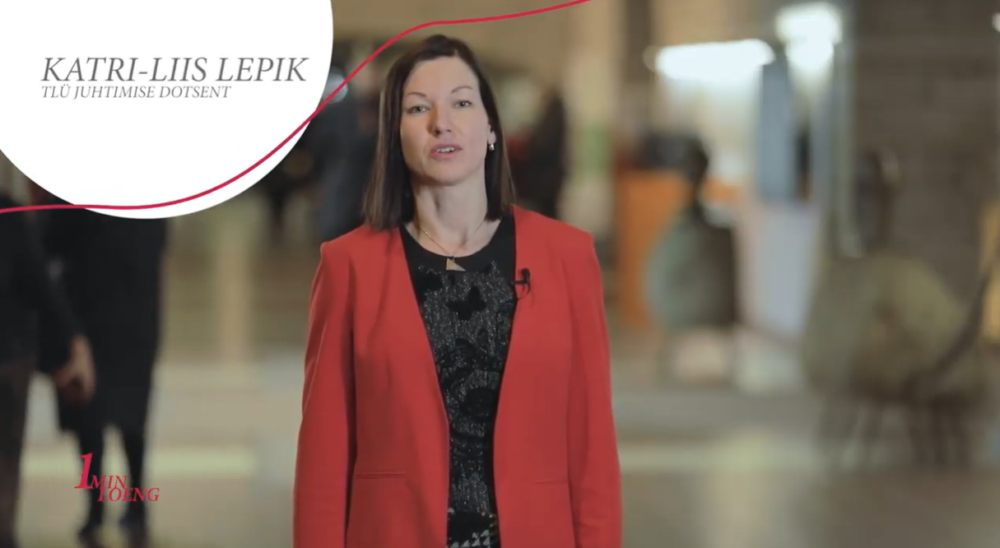 KATRI-LIIS LEPIK
TLÜ JUHTIMISE DOTSENT
1 MIN
LOENG